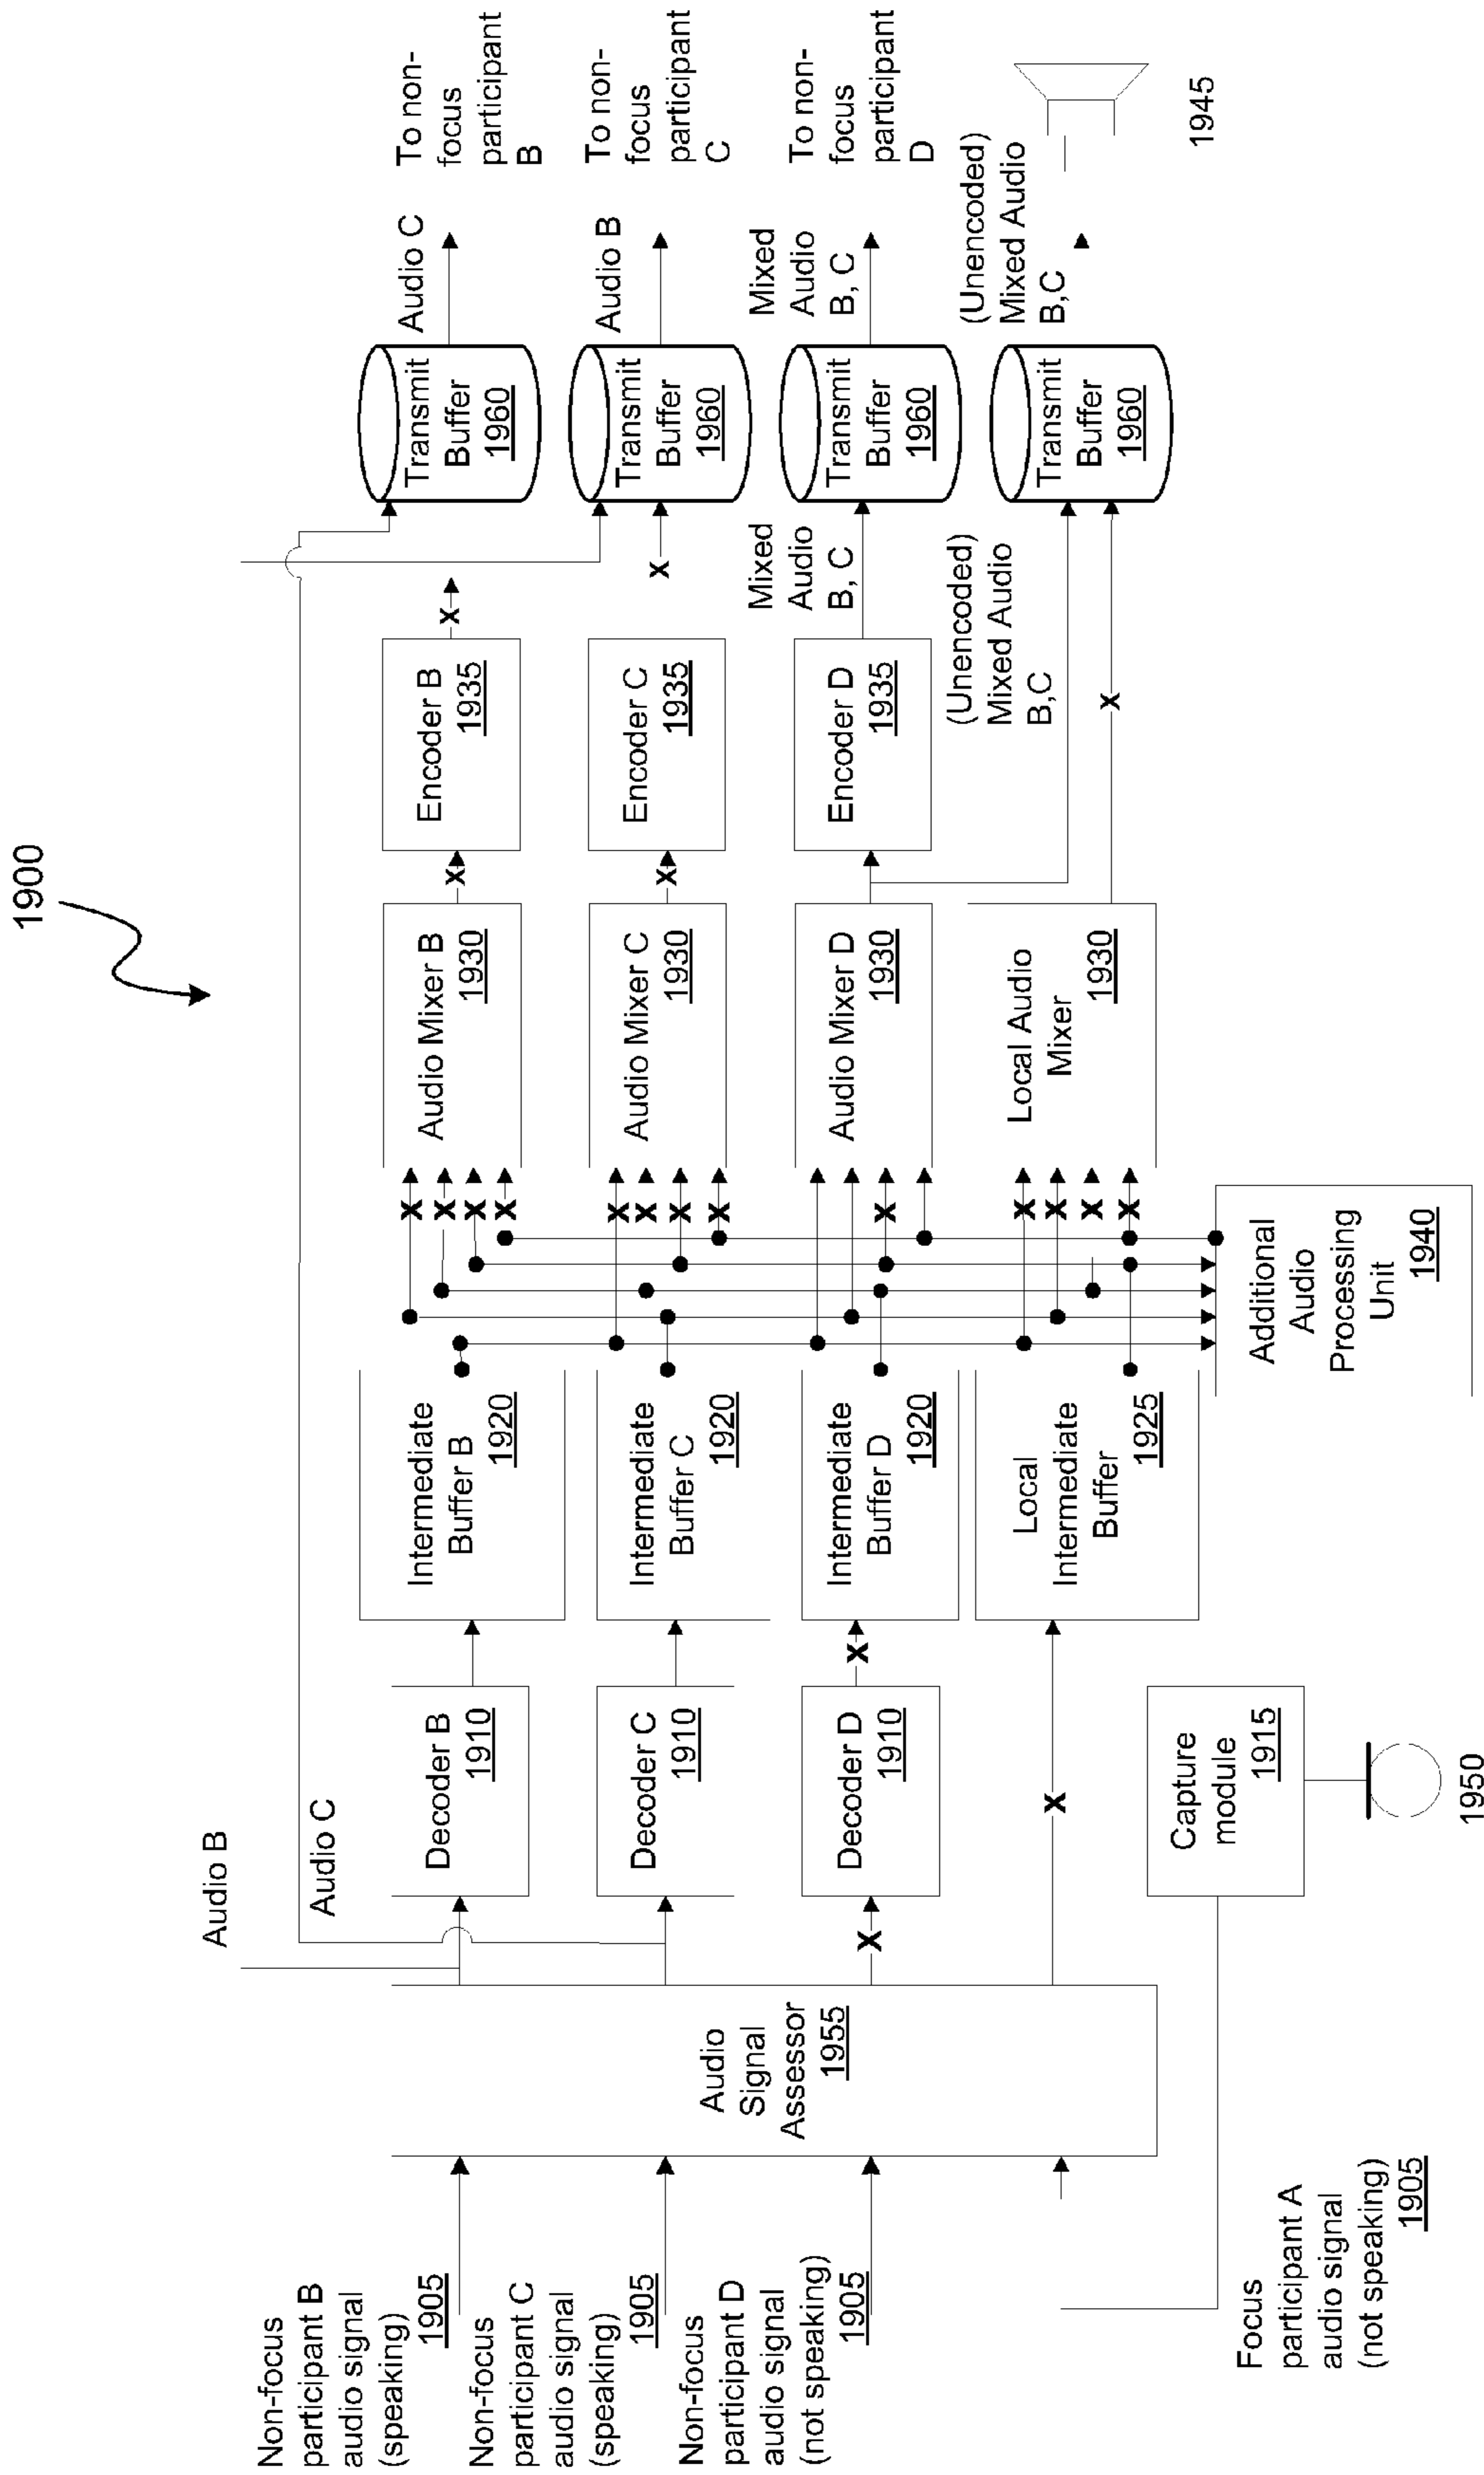 1900
Audio B
Audio C
Non-focus
participant B
audio signal
(speaking)
1905
Non-focus
participant C
audio signal
(speaking)
1905
Non-focus
participant D
audio signal
(not speaking)
1905
Focus
participant A
audio signal
(not speaking)
1905
Audio
Signal
Assessor
1955
Decoder B
1910
Decoder C
1910
Decoder D
1910
Capture
module
1915
1950
Intermediate
Buffer B
1920
Intermediate
Buffer C
1920
Intermediate
Buffer D
1920
Local
Intermediate
Buffer
1925
Additional
Audio
Processing
Unit
1940
Audio Mixer B
1930
Audio Mixer C
1930
Audio Mixer D
1930
Local Audio
Mixer
1930
Encoder B
1935
Encoder C
1935
Encoder D
1935
Mixed
Audio
B, C
(Unencoded)
Mixed Audio
B,C
Transmit
Buffer
1960
Transmit
Buffer
1960
Transmit
Buffer
1960
Transmit
Buffer
1960
Audio C
Audio B
Mixed
Audio
B, C
(Unencoded)
Mixed Audio
B,C
To non-
focus
participant
B
To non-
focus
participant
C
To non-
focus
participant
D
1945